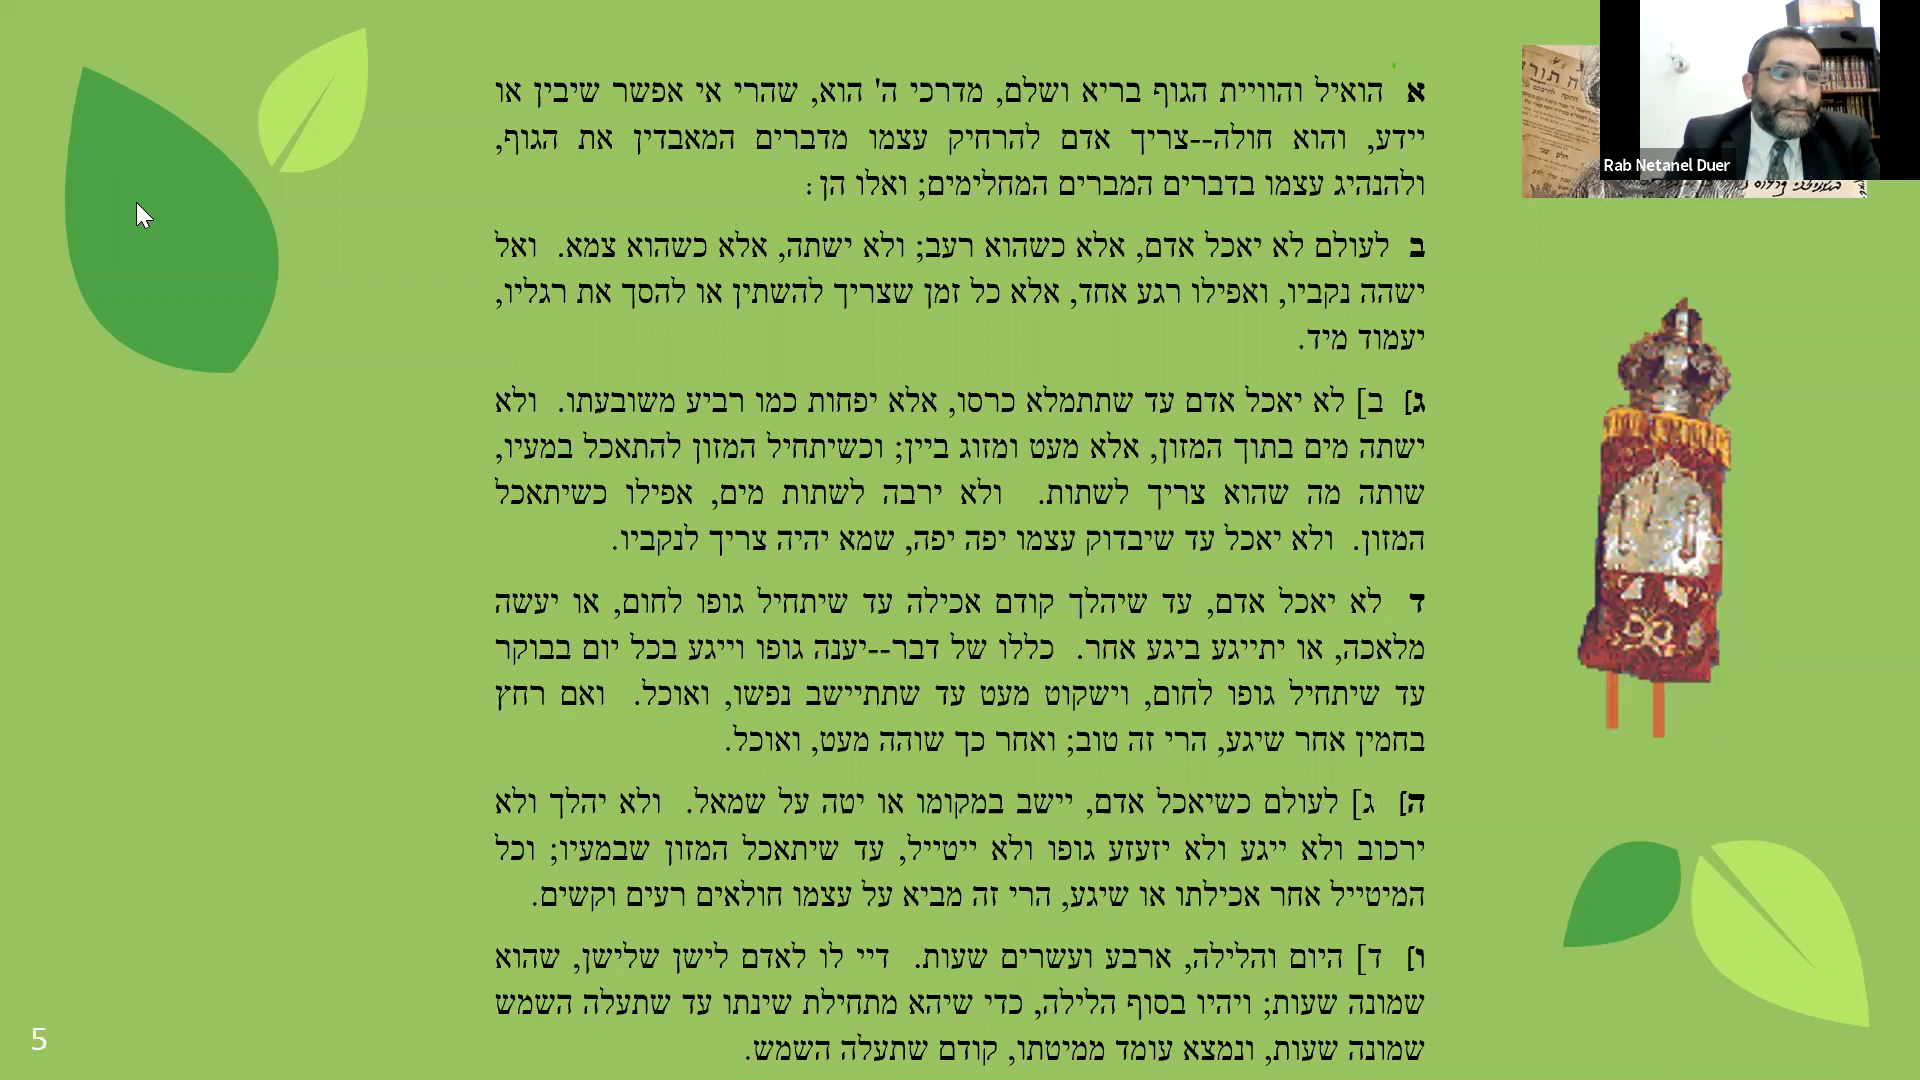 א הואיל והוויית הגוף בריא ושלם, מדרכי ה' הוא, שהרי אי אפשר שיבין או
יידע, והוא חולה--צריך אדם להרחיק עצמו מדברים המאבדין את הגוף,
ולהנהיג עצמו בדברים המברים המחלימים; ואלו הן:
ב לעולם לא יאכל אדם, אלא כשהוא רעב; ולא ישתה, אלא כשהוא צמא. ואל
ישהה נקביו, ואפילו רגע אחד, אלא כל זמן שצריך להשתין או להסך את רגליו,
יעמוד מיד.
ג] ב] לא יאכל אדם עד שתתמלא כרסו, אלא יפחות כמו רביע משובעתו. ולא
ישתה מים בתוך המזון, אלא מעט ומזוג ביין; וכשיתחיל המזון להתאכל במעיו,
שותה מה שהוא צריך לשתות. ולא ירבה לשתות מים, אפילו כשיתאכל
המזון. ולא יאכל עד שיבדוק עצמו יפה יפה, שמא יהיה צריך לנקביו.
ד לא יאכל אדם, עד שיהלך קודם אכילה עד שיתחיל גופו לחום, או יעשה
מלאכה, או יתייגע ביגע אחר. כללו של דבר--יענה גופו וייגע בכל יום בבוקר
עד שיתחיל גופו לחום, וישקוט מעט עד שתתיישב נפשו, ואוכל. ואם רחץ
בחמין אחר שיגע, הרי זה טוב; ואחר כך שוהה מעט, ואוכל.
ה] ג] לעולם כשיאכל אדם, יישב במקומו או יטה על שמאל. ולא יהלך ולא
ירכוב ולא ייגע ולא יזעזע גופו ולא ייטייל, עד שיתאכל המזון שבמעיו; וכל
המיטייל אחר אכילתו או שיגע, הרי זה מביא על עצמו חולאים רעים וקשים.
ו] ד] היום והלילה, ארבע ועשרים שעות. דיי לו לאדם לישן שלישן, שהוא
שמונה שעות; ויהיו בסוף הלילה, כדי שיהא מתחילת שינתו עד שתעלה השמש
שמונה שעות, ונמצא עומד ממיטתו, קודם שתעלה השמש.
Rab Netanel Duer
5